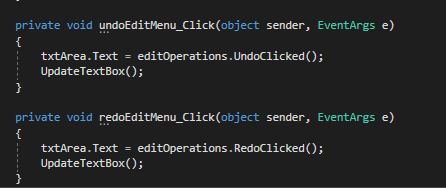 private void undoEditMenu_Click(object sender, EventArgs e)
{
    txtArea.Text = editOperations.UndoClicked();
    UpdateTextBox();
}
private void redoEditMenu_Click(object sender, EventArgs e)
{
    txtArea.Text = editOperations.RedoClicked();
    UpdateTextBox();
}